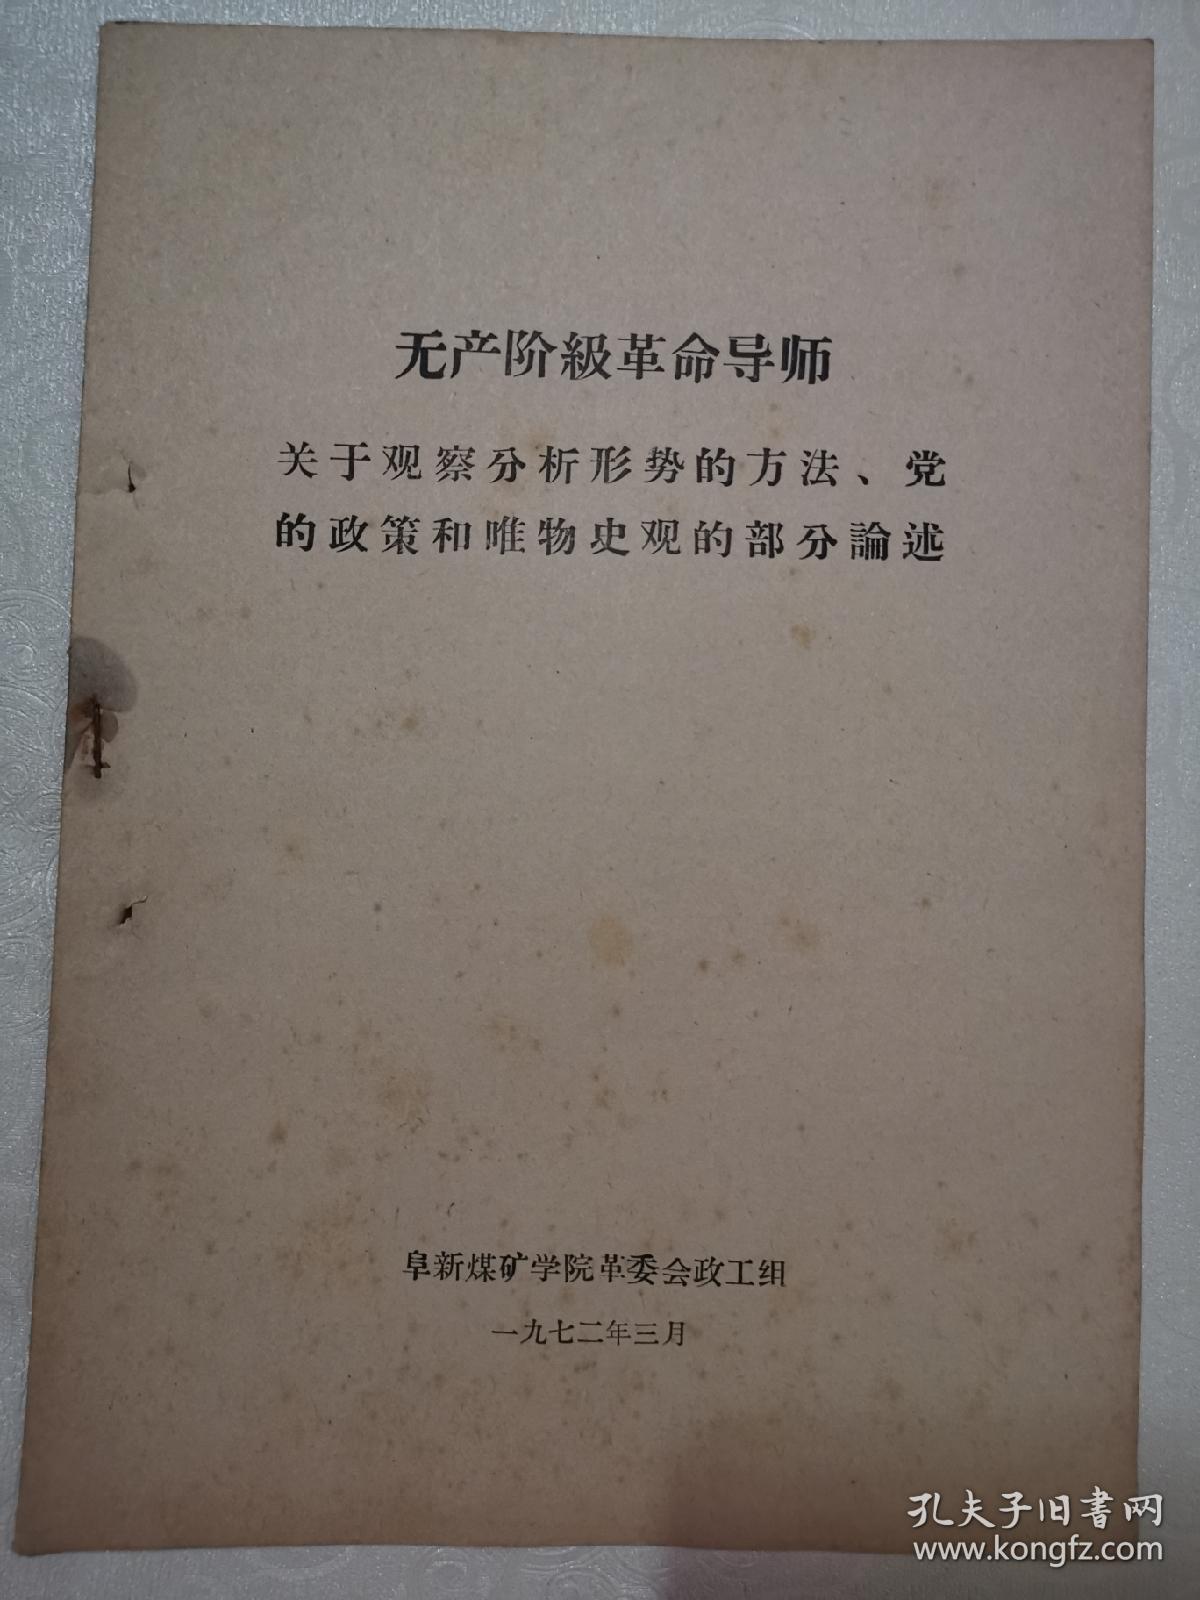 无产阶級革命导师
关于观察分析形势的方法、党
的政策和唯物史观的部分論述
阜新煤矿学院革委会政工组
一九七二年三月
孔夫子旧书网
www.kongfz.com